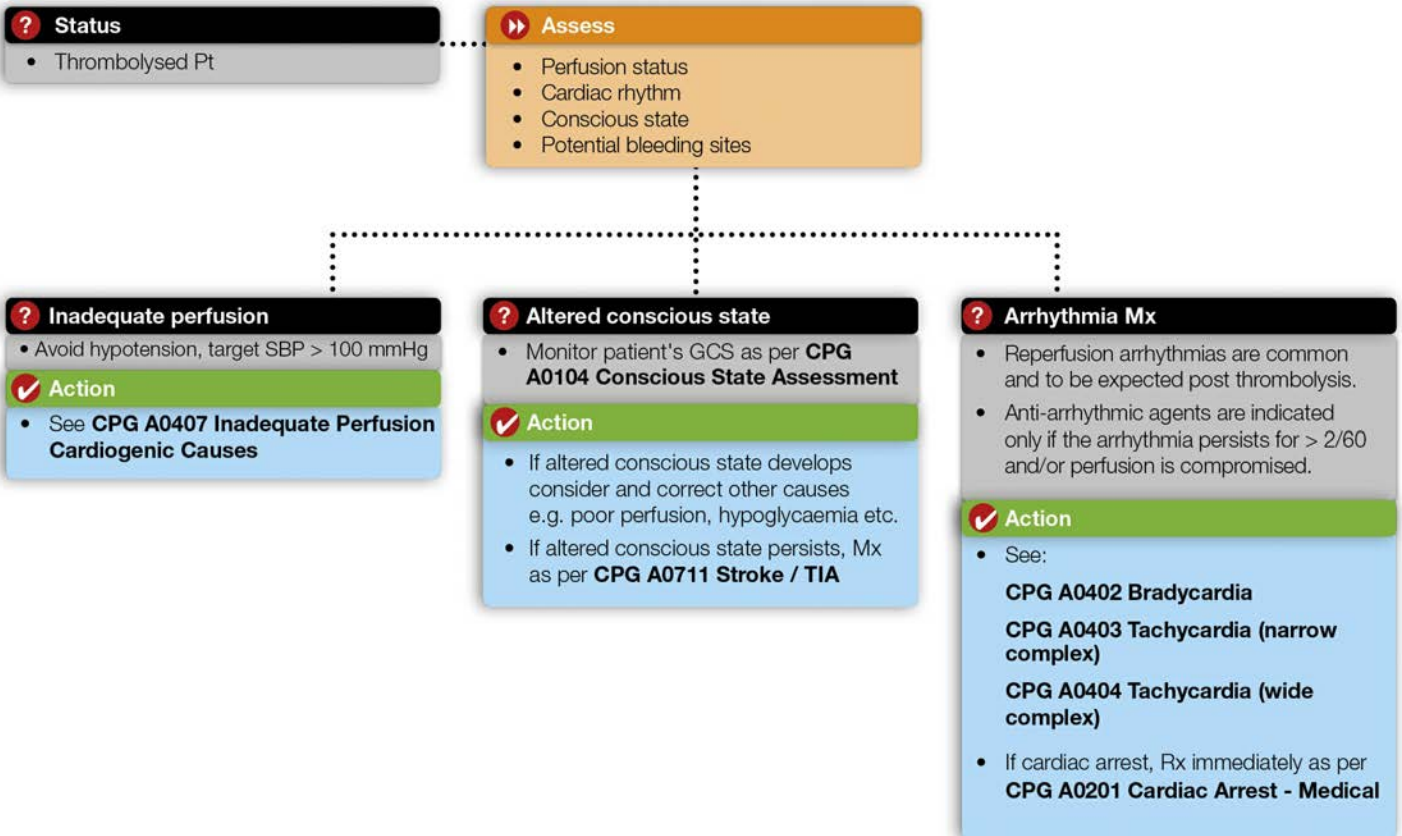 ? Status
• Thrombolysed Pt
Assess
• Perfusion status
• Cardiac rhythm
• Conscious state
• Potential bleeding sites
? Inadequate perfusion
• Avoid hypotension, target SBP > 100 mmHg
Action
• See CPG A0407 Inadequate Perfusion
Cardiogenic Causes
? Altered conscious state
• Monitor patient's GCS as per CPG
A0104 Conscious State Assessment
Action
• If altered conscious state develops
consider and correct other causes
e.g. poor perfusion, hypoglycaemia etc.
• If altered conscious state persists, Mx
as per CPG A0711 Stroke / TIA
? Arrhythmia Mx
• Reperfusion arrhythmias are common
and to be expected post thrombolysis.
• Anti-arrhythmic agents are indicated
only if the arrhythmia persists for > 2/60
and/or perfusion is compromised.
Action
• See:
CPG A0402 Bradycardia
CPG A0403 Tachycardia (narrow
complex)
CPG A0404 Tachycardia (wide
complex)
• If cardiac arrest, Rx immediately as per
CPG A0201 Cardiac Arrest - Medical